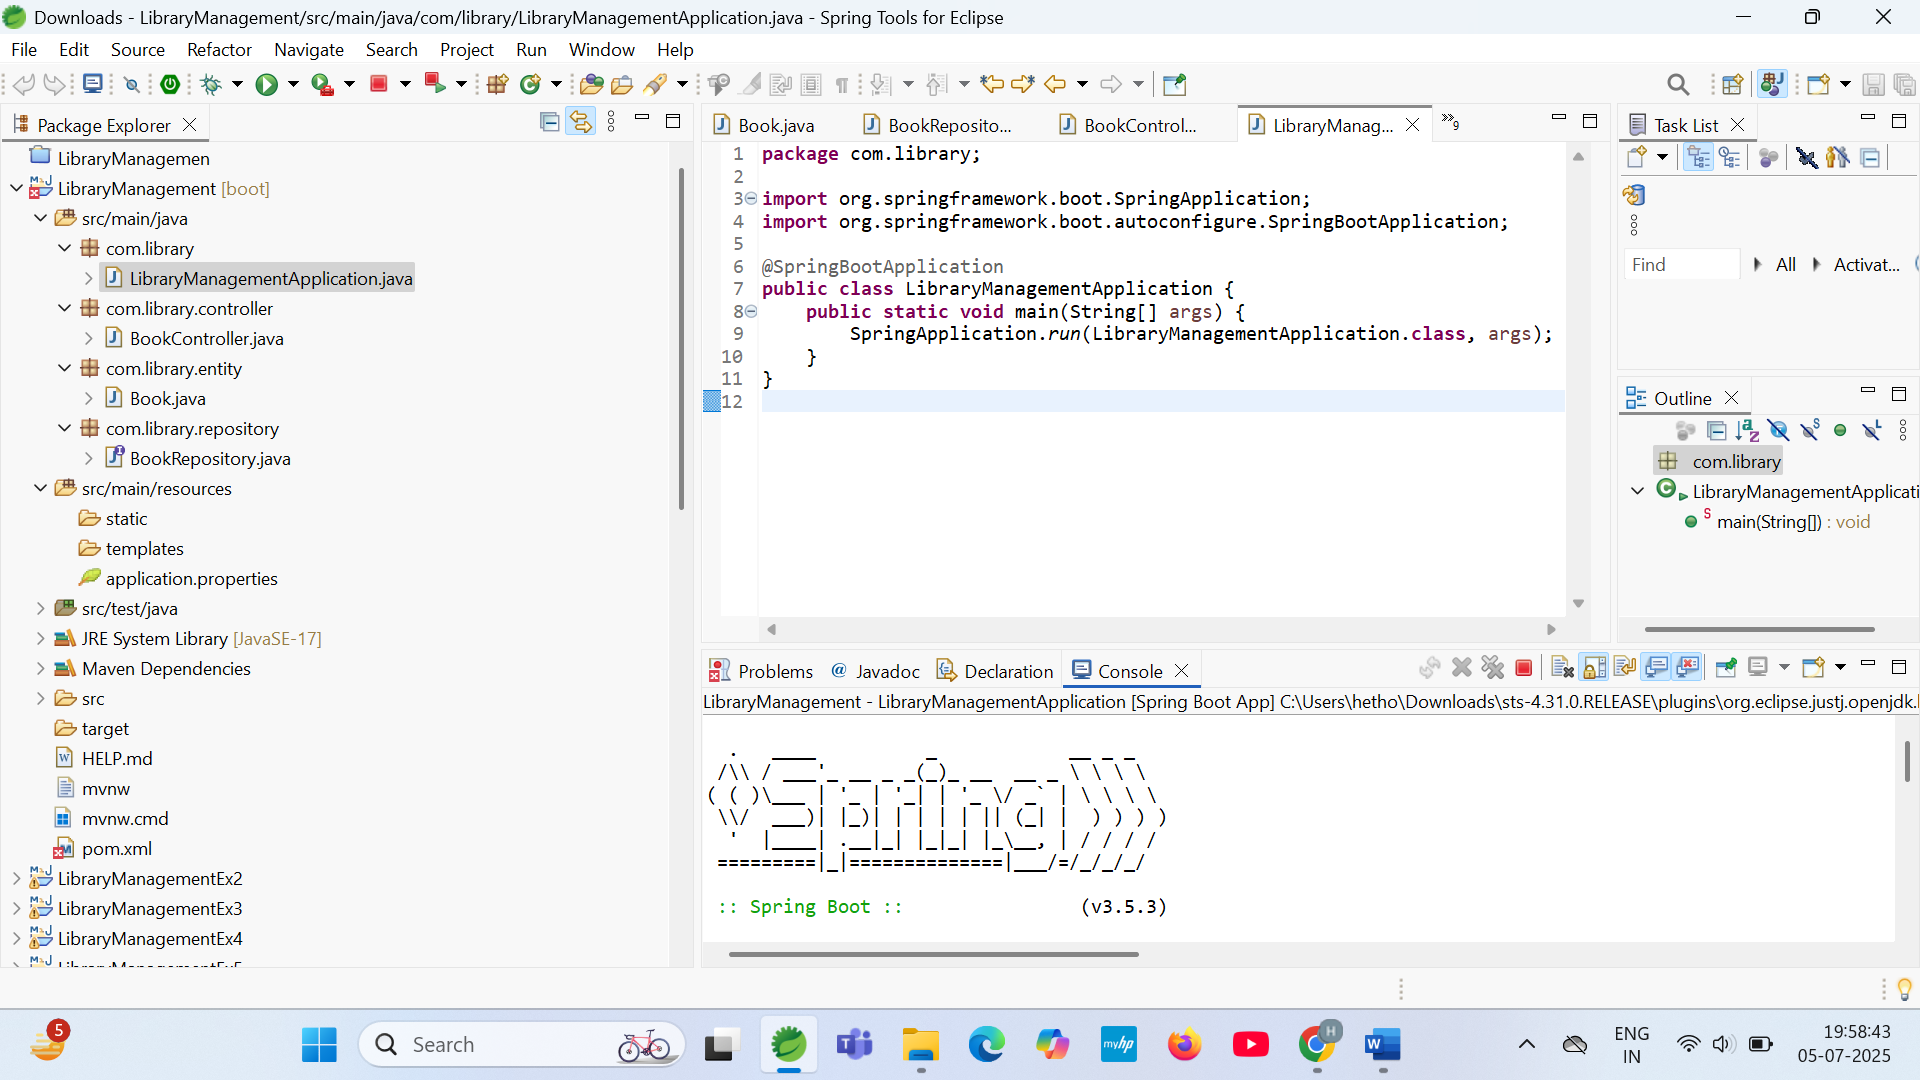 Downloads - LibraryManagement/src/main/java/com/library/LibraryManagementApplication.java - Spring Tools for Eclipse
File Edit Source Refactor Navigate Search Project Run Window Help
Package Explorer
LibraryManagemen
LibraryManagement [boot]
src/main/java
com.library
LibraryManagementApplication.java
com.library.controller
BookController.java
com.library.entity
Book.java
com.library.repository
BookRepository.java
src/main/resources
static
templates
application.properties
src/test/java
JRE System Library [JavaSE-17]
Maven Dependencies
src
target
HELP.md
mvnw
mvnw.cmd
pom.xml
LibraryManagementEx2
LibraryManagementEx3
LibraryManagementEx4
Book.java BookReposito... BookControl... LibraryManag... »9
1 package com.library;
2
3 import org.springframework.boot.SpringApplication;
4 import org.springframework.boot.autoconfigure.SpringBootApplication;
5
6 @SpringBootApplication
7 public class LibraryManagementApplication {
8 public static void main(String[] args) {
9 SpringApplication.run(LibraryManagementApplication.class, args);
10 }
11 }
12
Task List
Find All Activat...
Outline
com.library
LibraryManagementApplicati
main(String[]) : void
Problems @ Javadoc Declaration Console
LibraryManagement - LibraryManagementApplication [Spring Boot App] C:\Users\hetho\Downloads\sts-4.31.0.RELEASE\plugins\org.eclipse.justj.openjdk.
Spring
:: Spring Boot :: (v3.5.3)
5
Search
myhp
H
W
ENG
IN
19:58:43
05-07-2025